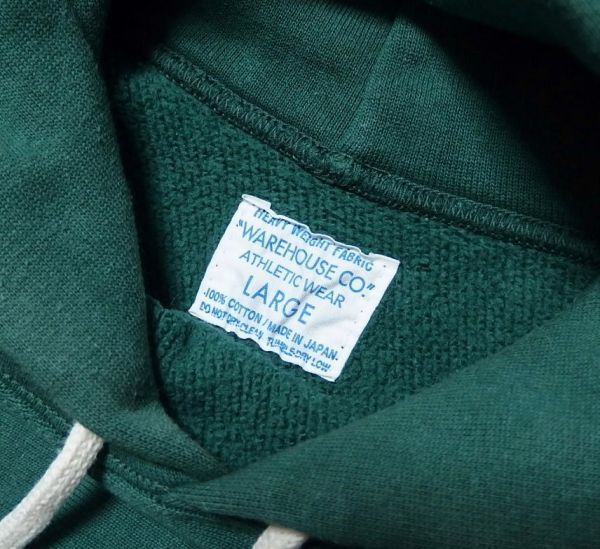 HEAVY WEIGHT FABRIC
"WAREHOUSE CO."
ATHLETIC WEAR
LARGE
100% COTTON / MADE IN JAPAN.
DO NOT DRY CLEAN TUMBLE DRY LOW